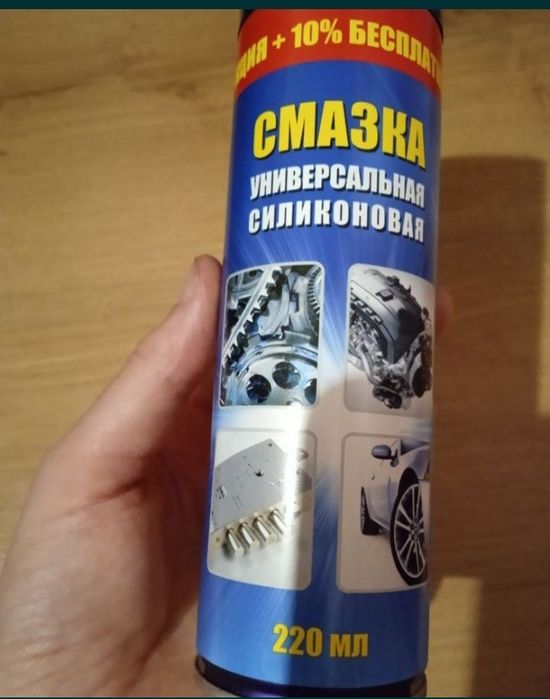 + 10% БЕСПЛАТ
СМАЗКА
УНИВЕРСАЛЬНАЯ
СИЛИКОНОВАЯ
220 МЛ